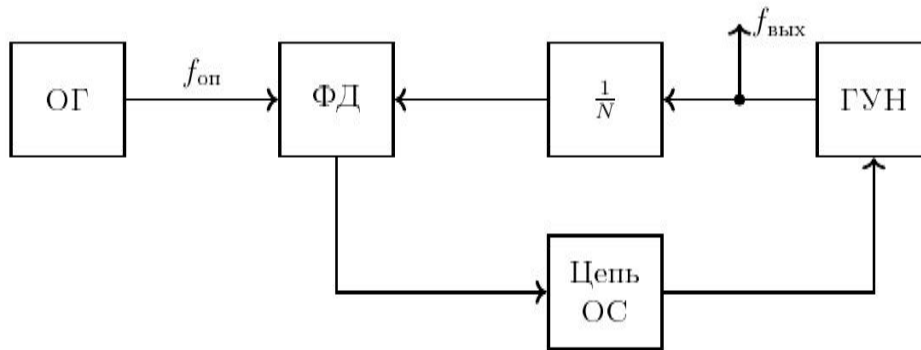 f_вых
f_оп
ОГ
ФД
1/N
ГУН
Цепь
ОС